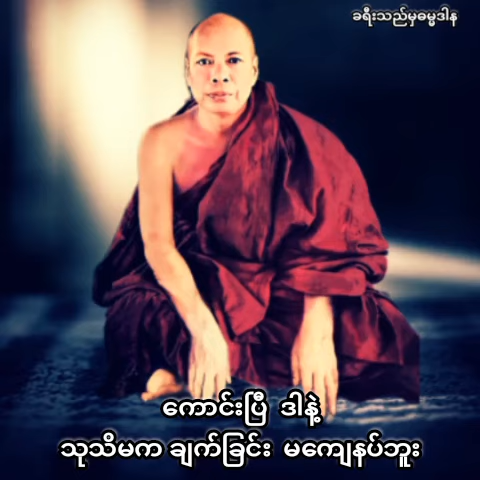 ခရီးသည်မှဓမ္မဒါန
ကောင်းပြီ ဒါနဲ့
သုသိမက ချက်ခြင်း မကျေနပ်ဘူး